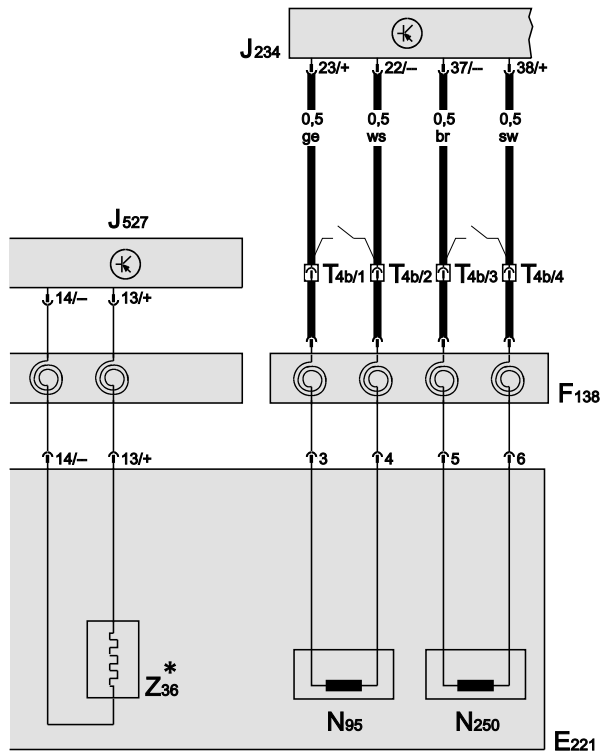 J234
23/+ 22/-- 37/-- 38/+
0,5 0,5 0,5 0,5
ge ws br sw
J527
T4b/1 T4b/2 T4b/3 T4b/4
14/-- 13/+
F138
14/-- 13/+ 3 4 5 6
Z36*
N95 N250
E221